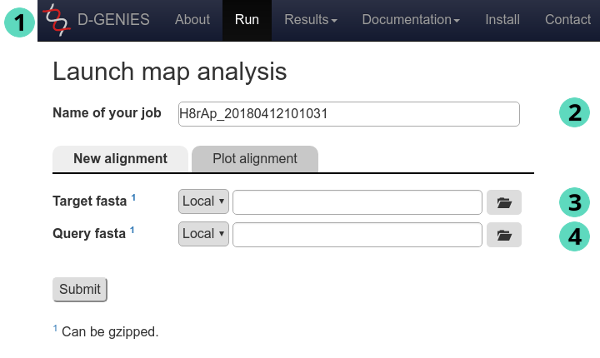 1 D-GENIES About Run Results Documentation Install Contact
Launch map analysis
Name of your job H8rAp_20180412101031 2
New alignment Plot alignment
Target fasta 1 Local 3
Query fasta 1 Local 4
Submit
1 Can be gzipped.